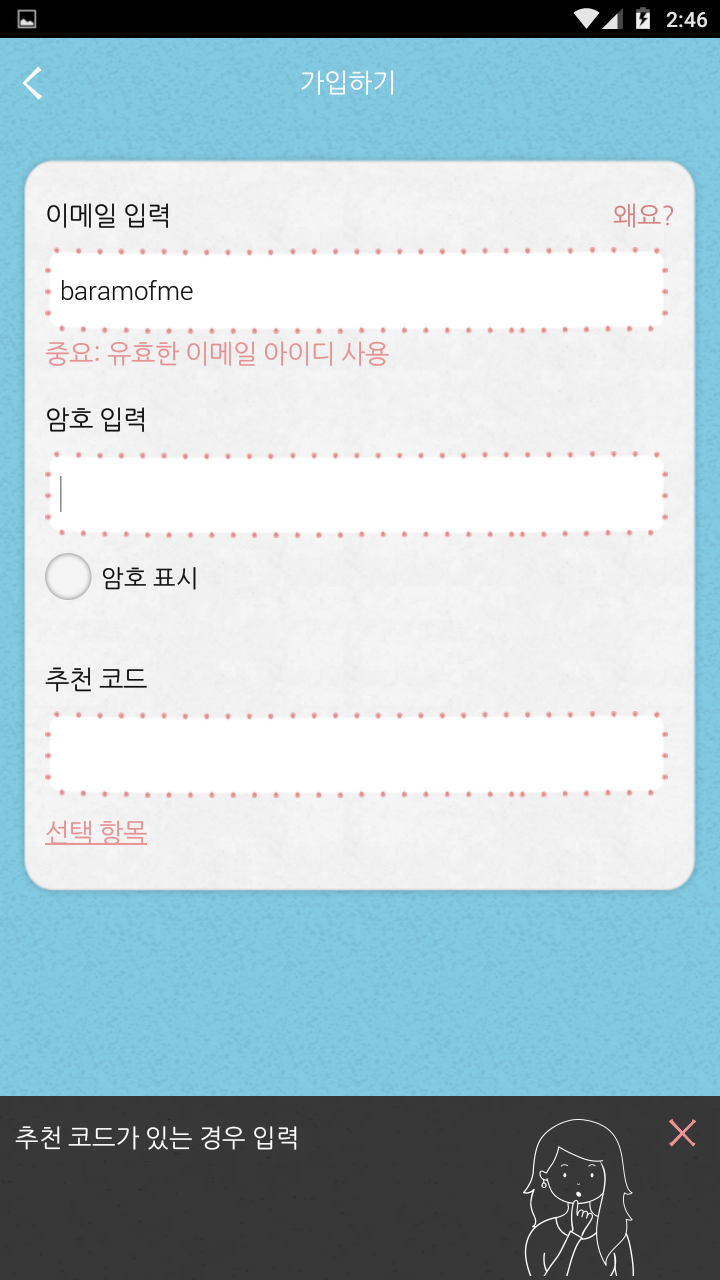 2:46
가입하기
이메일 입력
왜요?
baramofme
중요: 유효한 이메일 아이디 사용
암호 입력
암호 표시
추천 코드
선택 항목
추천 코드가 있는 경우 입력